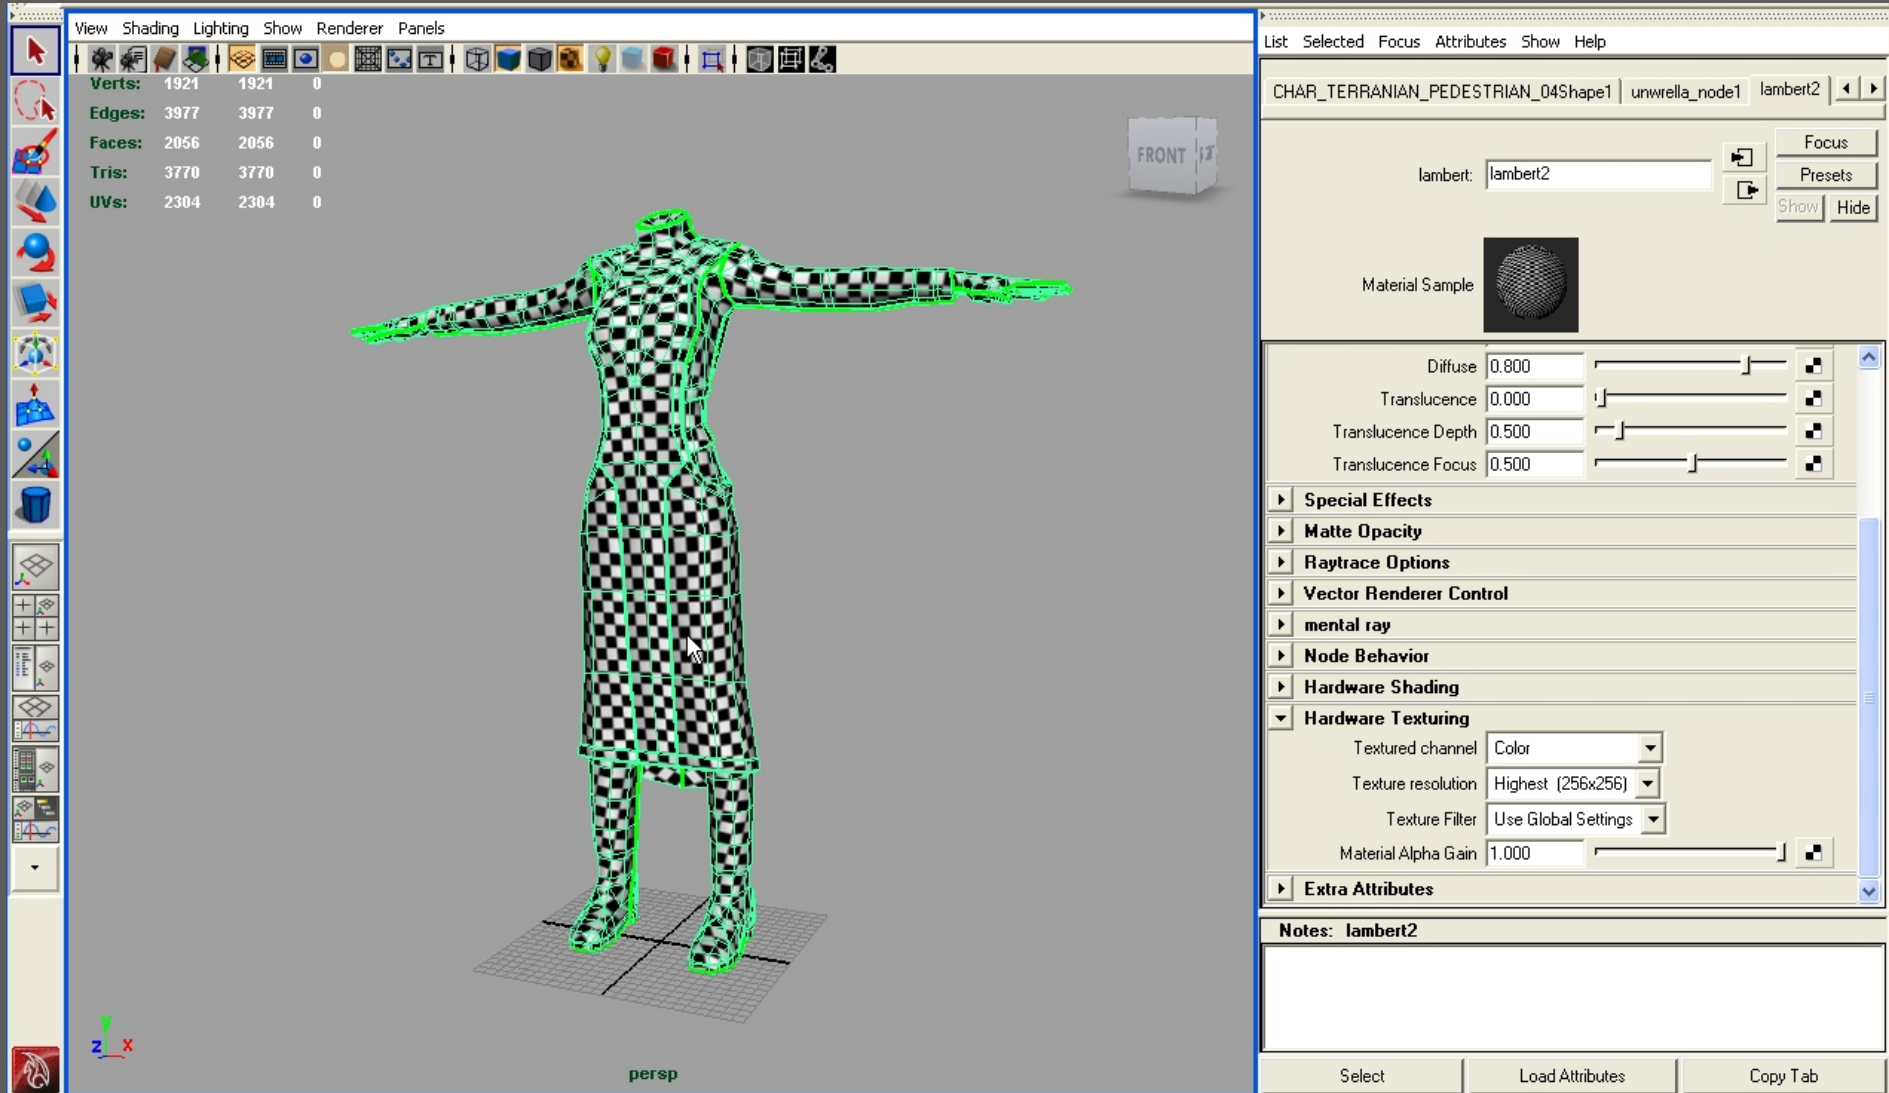 View Shading Lighting Show Renderer Panels
Verts: 1921 1921 0
Edges: 3977 3977 0
Faces: 2056 2056 0
Tris: 3770 3770 0
UVs: 2304 2304 0
FRONT
persp
y
z x
List Selected Focus Attributes Show Help
CHAR_TERRANIAN_PEDESTRIAN_04Shape1 unwrella_node1 lambert2
Focus
lambert: lambert2
Presets
Show Hide
Material Sample
Diffuse 0.800
Translucence 0.000
Translucence Depth 0.500
Translucence Focus 0.500
Special Effects
Matte Opacity
Raytrace Options
Vector Renderer Control
mental ray
Node Behavior
Hardware Shading
Hardware Texturing
Textured channel Color
Texture resolution Highest (256x256)
Texture Filter Use Global Settings
Material Alpha Gain 1.000
Extra Attributes
Notes: lambert2
Select Load Attributes Copy Tab